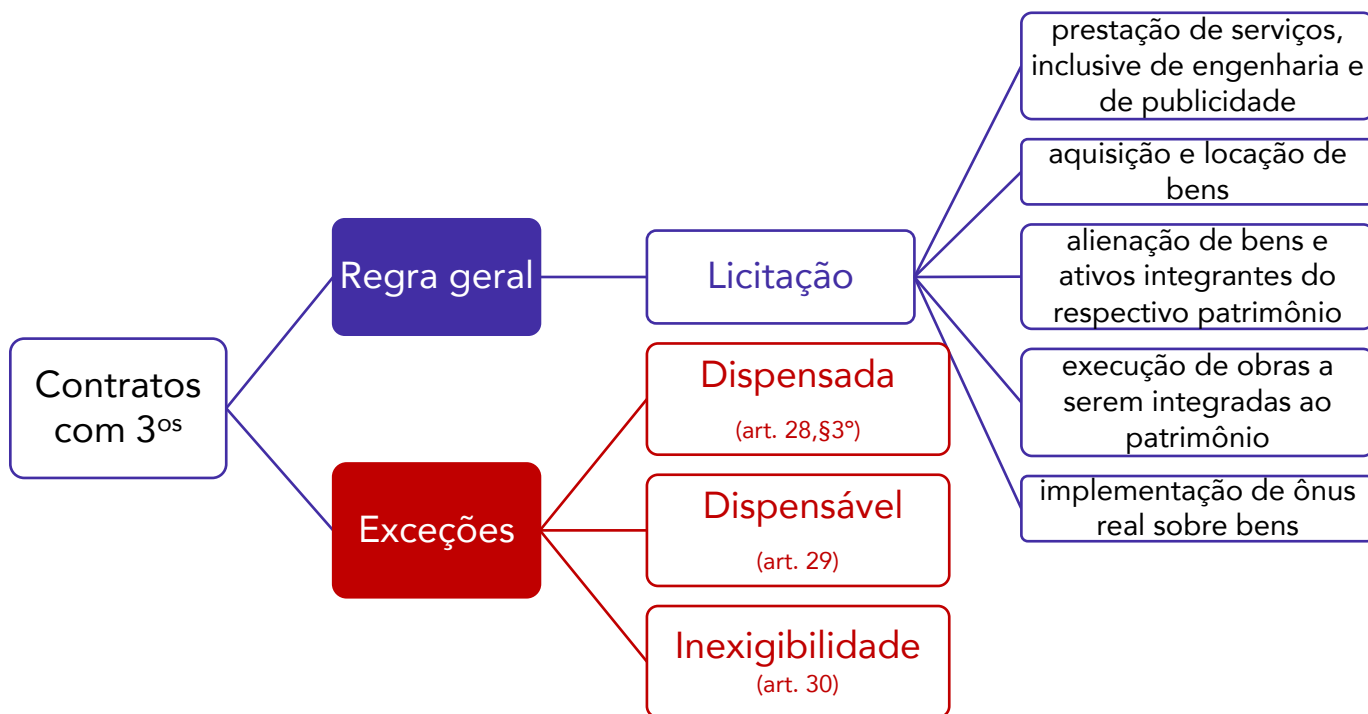 Contratos
com 3ºs
Regra geral
Licitação
prestação de serviços,
inclusive de engenharia e
de publicidade
aquisição e locação de
bens
alienação de bens e
ativos integrantes do
respectivo patrimônio
execução de obras a
serem integradas ao
patrimônio
implementação de ônus
real sobre bens
Exceções
Dispensada
(art. 28,§3º)
Dispensável
(art. 29)
Inexigibilidade
(art. 30)